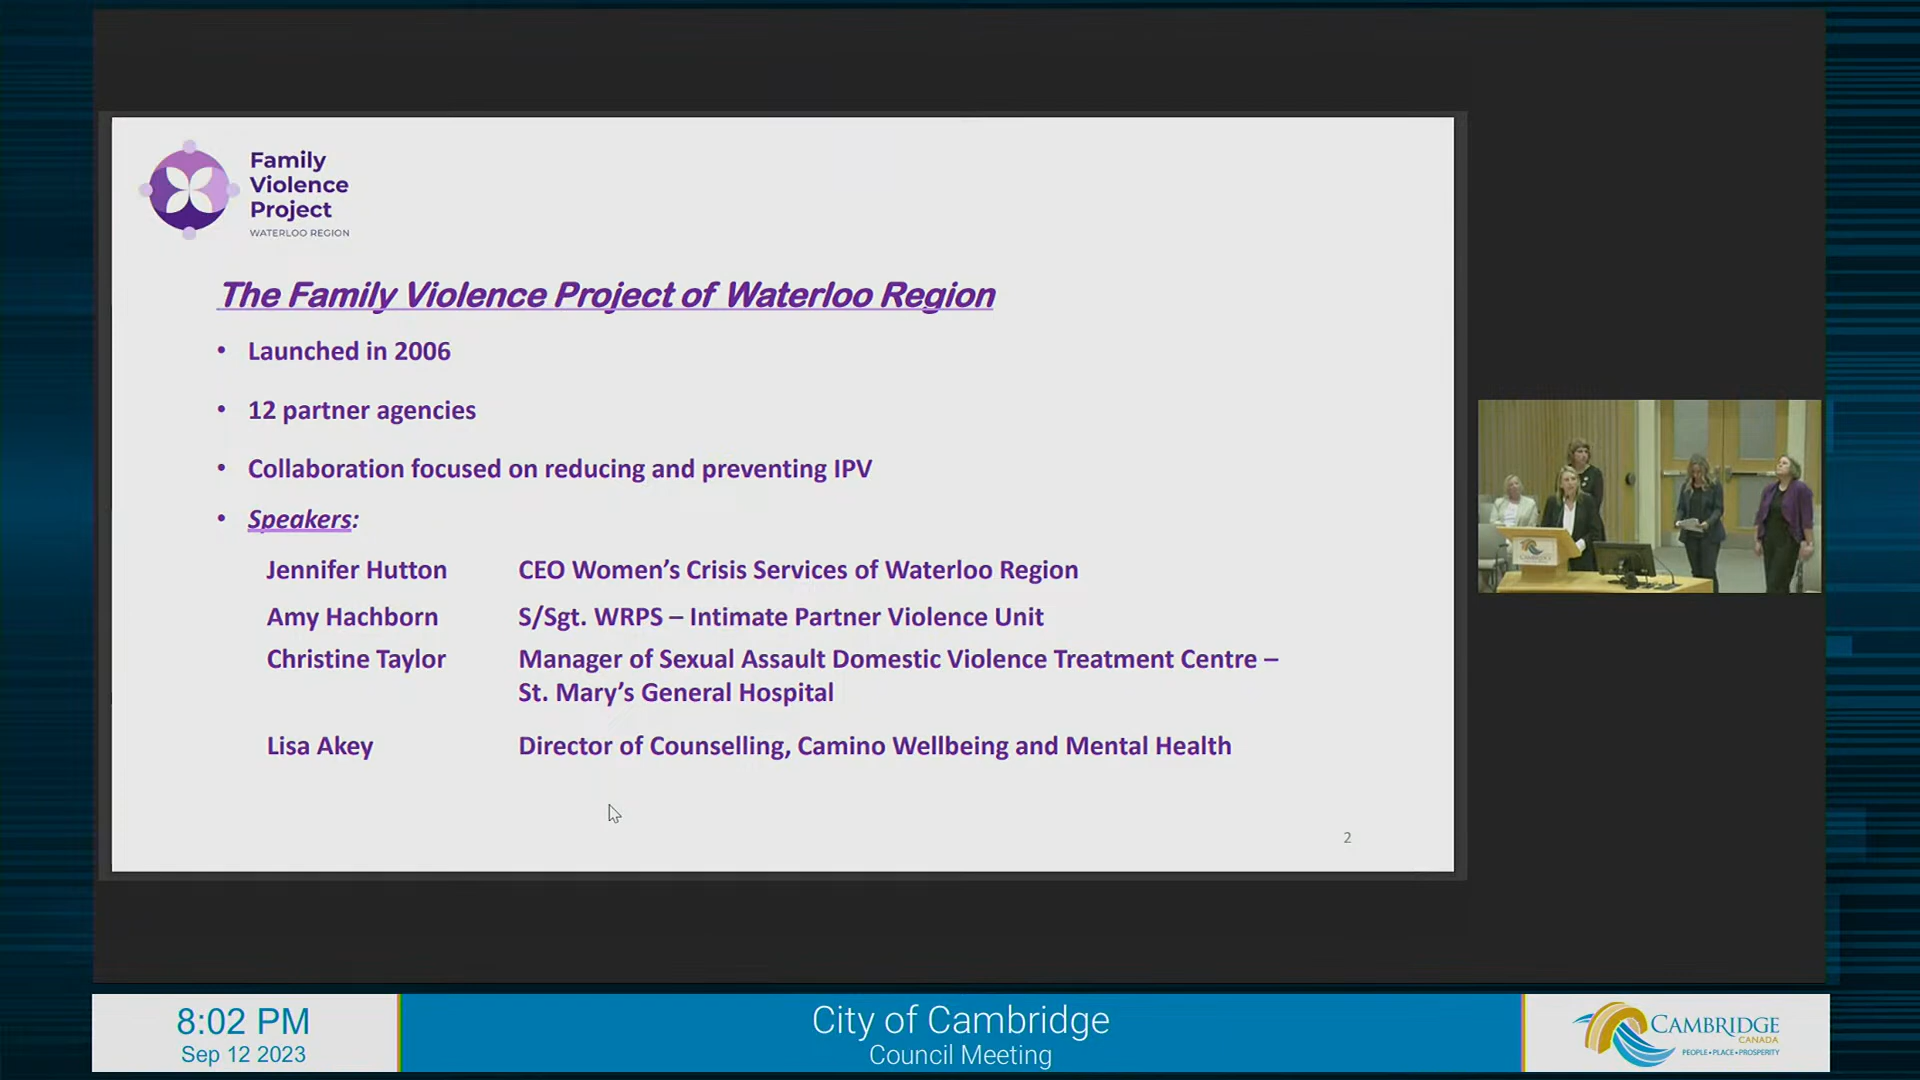 Family
Violence
Project
WATERLOO REGION
The Family Violence Project of Waterloo Region
• Launched in 2006
• 12 partner agencies
• Collaboration focused on reducing and preventing IPV
• Speakers:
Jennifer Hutton CEO Women's Crisis Services of Waterloo Region
Amy Hachborn S/Sgt. WRPS – Intimate Partner Violence Unit
Christine Taylor Manager of Sexual Assault Domestic Violence Treatment Centre –
St. Mary's General Hospital
Lisa Akey Director of Counselling, Camino Wellbeing and Mental Health
2
CAMBRIDGE
8:02 PM
Sep 12 2023
City of Cambridge
Council Meeting
CAMBRIDGE
CANADA
PEOPLE • PLACE • PROSPERITY